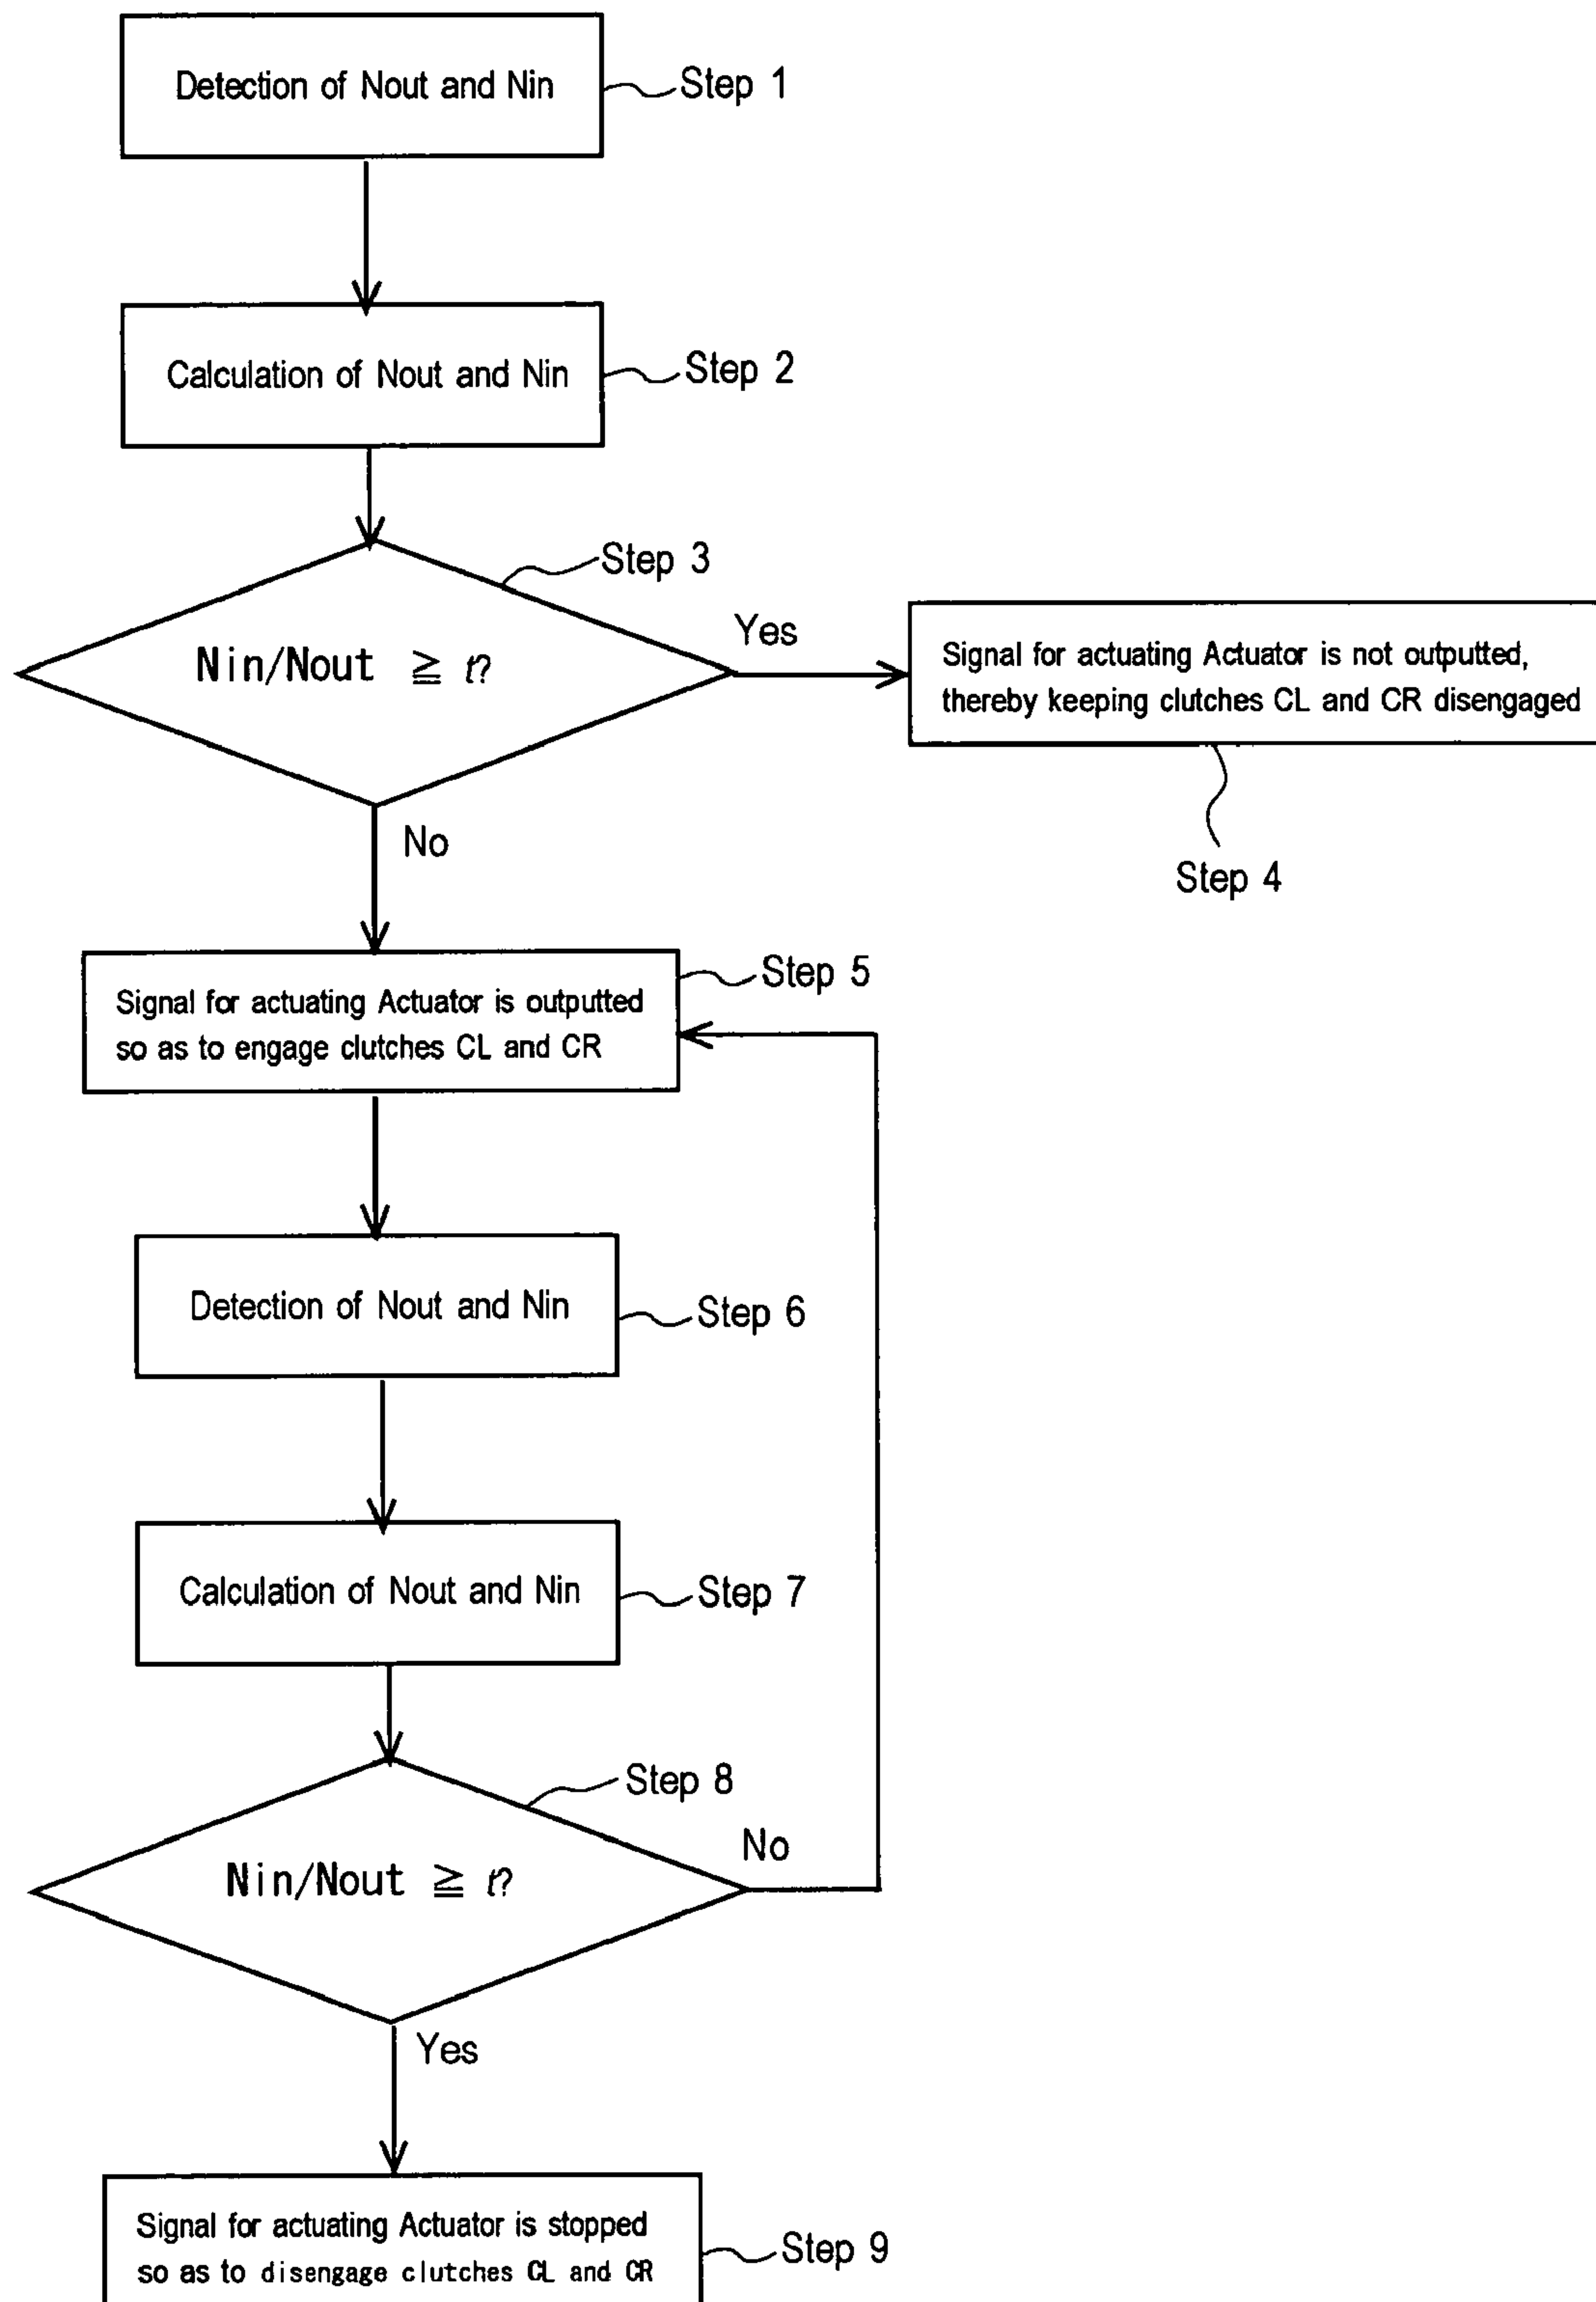 Detection of Nout and Nin
Step 1
Calculation of Nout and Nin
Step 2
Step 3
Nin/Nout ≧ t?
Yes
Signal for actuating Actuator is not outputted,
thereby keeping clutches CL and CR disengaged
Step 4
No
Step 5
Signal for actuating Actuator is outputted
so as to engage clutches CL and CR
Detection of Nout and Nin
Step 6
Calculation of Nout and Nin
Step 7
Step 8
Nin/Nout ≧ t?
No
Yes
Signal for actuating Actuator is stopped
so as to disengage clutches CL and CR
Step 9